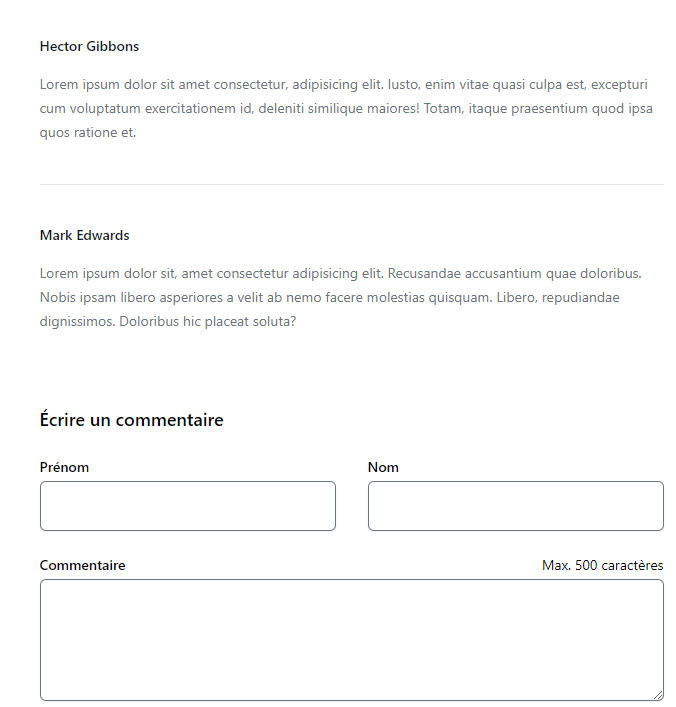 Hector Gibbons
Lorem ipsum dolor sit amet consectetur, adipisicing elit. Iusto, enim vitae quasi culpa est, excepturi
cum voluptatum exercitationem id, deleniti similique maiores! Totam, itaque praesentium quod ipsa
quos ratione et.
Mark Edwards
Lorem ipsum dolor sit, amet consectetur adipisicing elit. Recusandae accusantium quae doloribus.
Nobis ipsam libero asperiores a velit ab nemo facere molestias quisquam. Libero, repudiandae
dignissimos. Doloribus hic placeat soluta?
Écrire un commentaire
Prénom
Nom
Commentaire
Max. 500 caractères